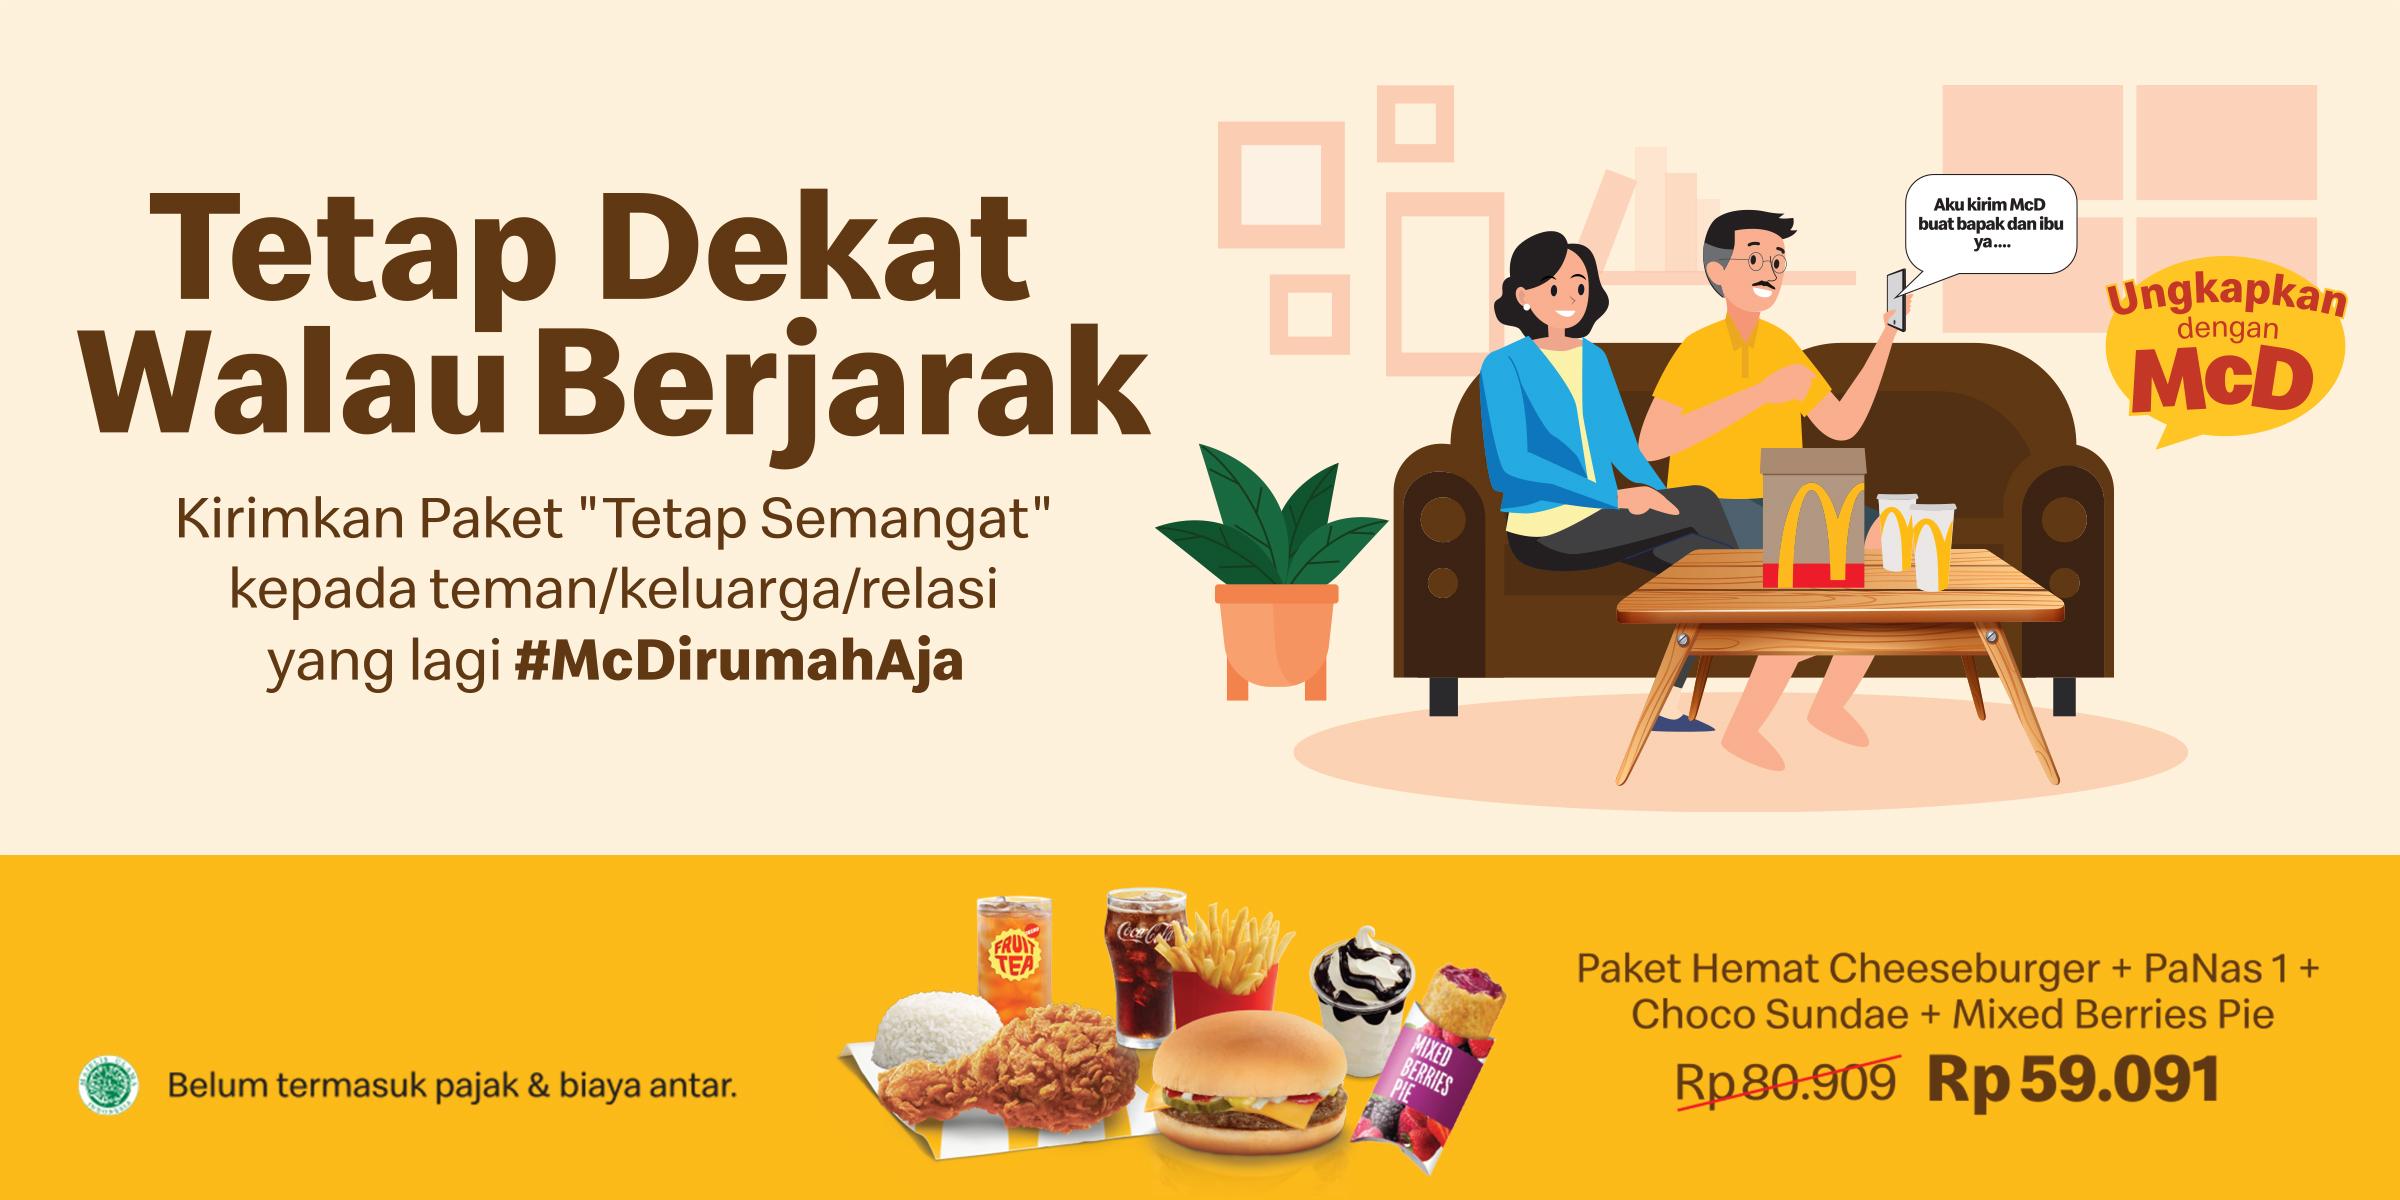 Tetap Dekat
Walau Berjarak
Kirimkan Paket "Tetap Semangat"
kepada teman/keluarga/relasi
yang lagi #McDirumahAja
Aku kirim McD
buat bapak dan ibu
ya....
Ungkapkan
dengan
McD
Belum termasuk pajak & biaya antar.
FRUIT
TEA
Coca-Cola
MIXED
BERRIES
PIE
Paket Hemat Cheeseburger + PaNas 1 +
Choco Sundae + Mixed Berries Pie
Rp 80.909 Rp 59.091